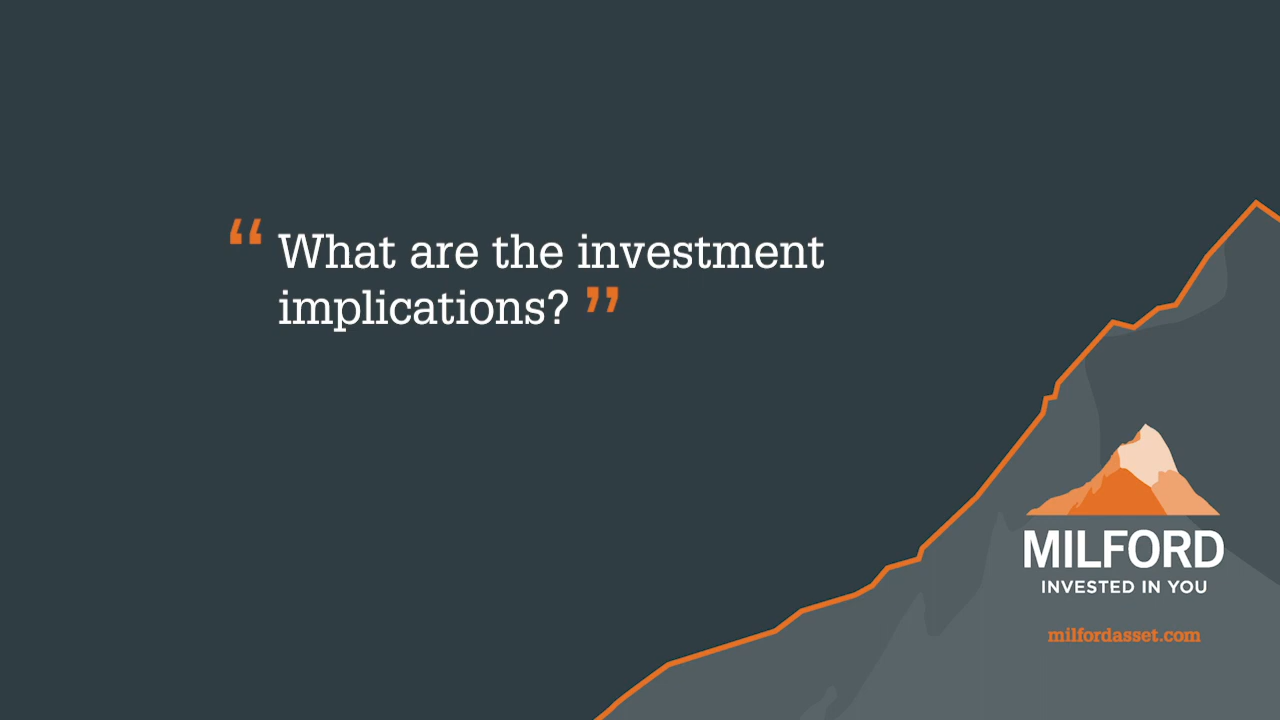 “ What are the investment
implications? ”
MILFORD
INVESTED IN YOU
milfordasset.com